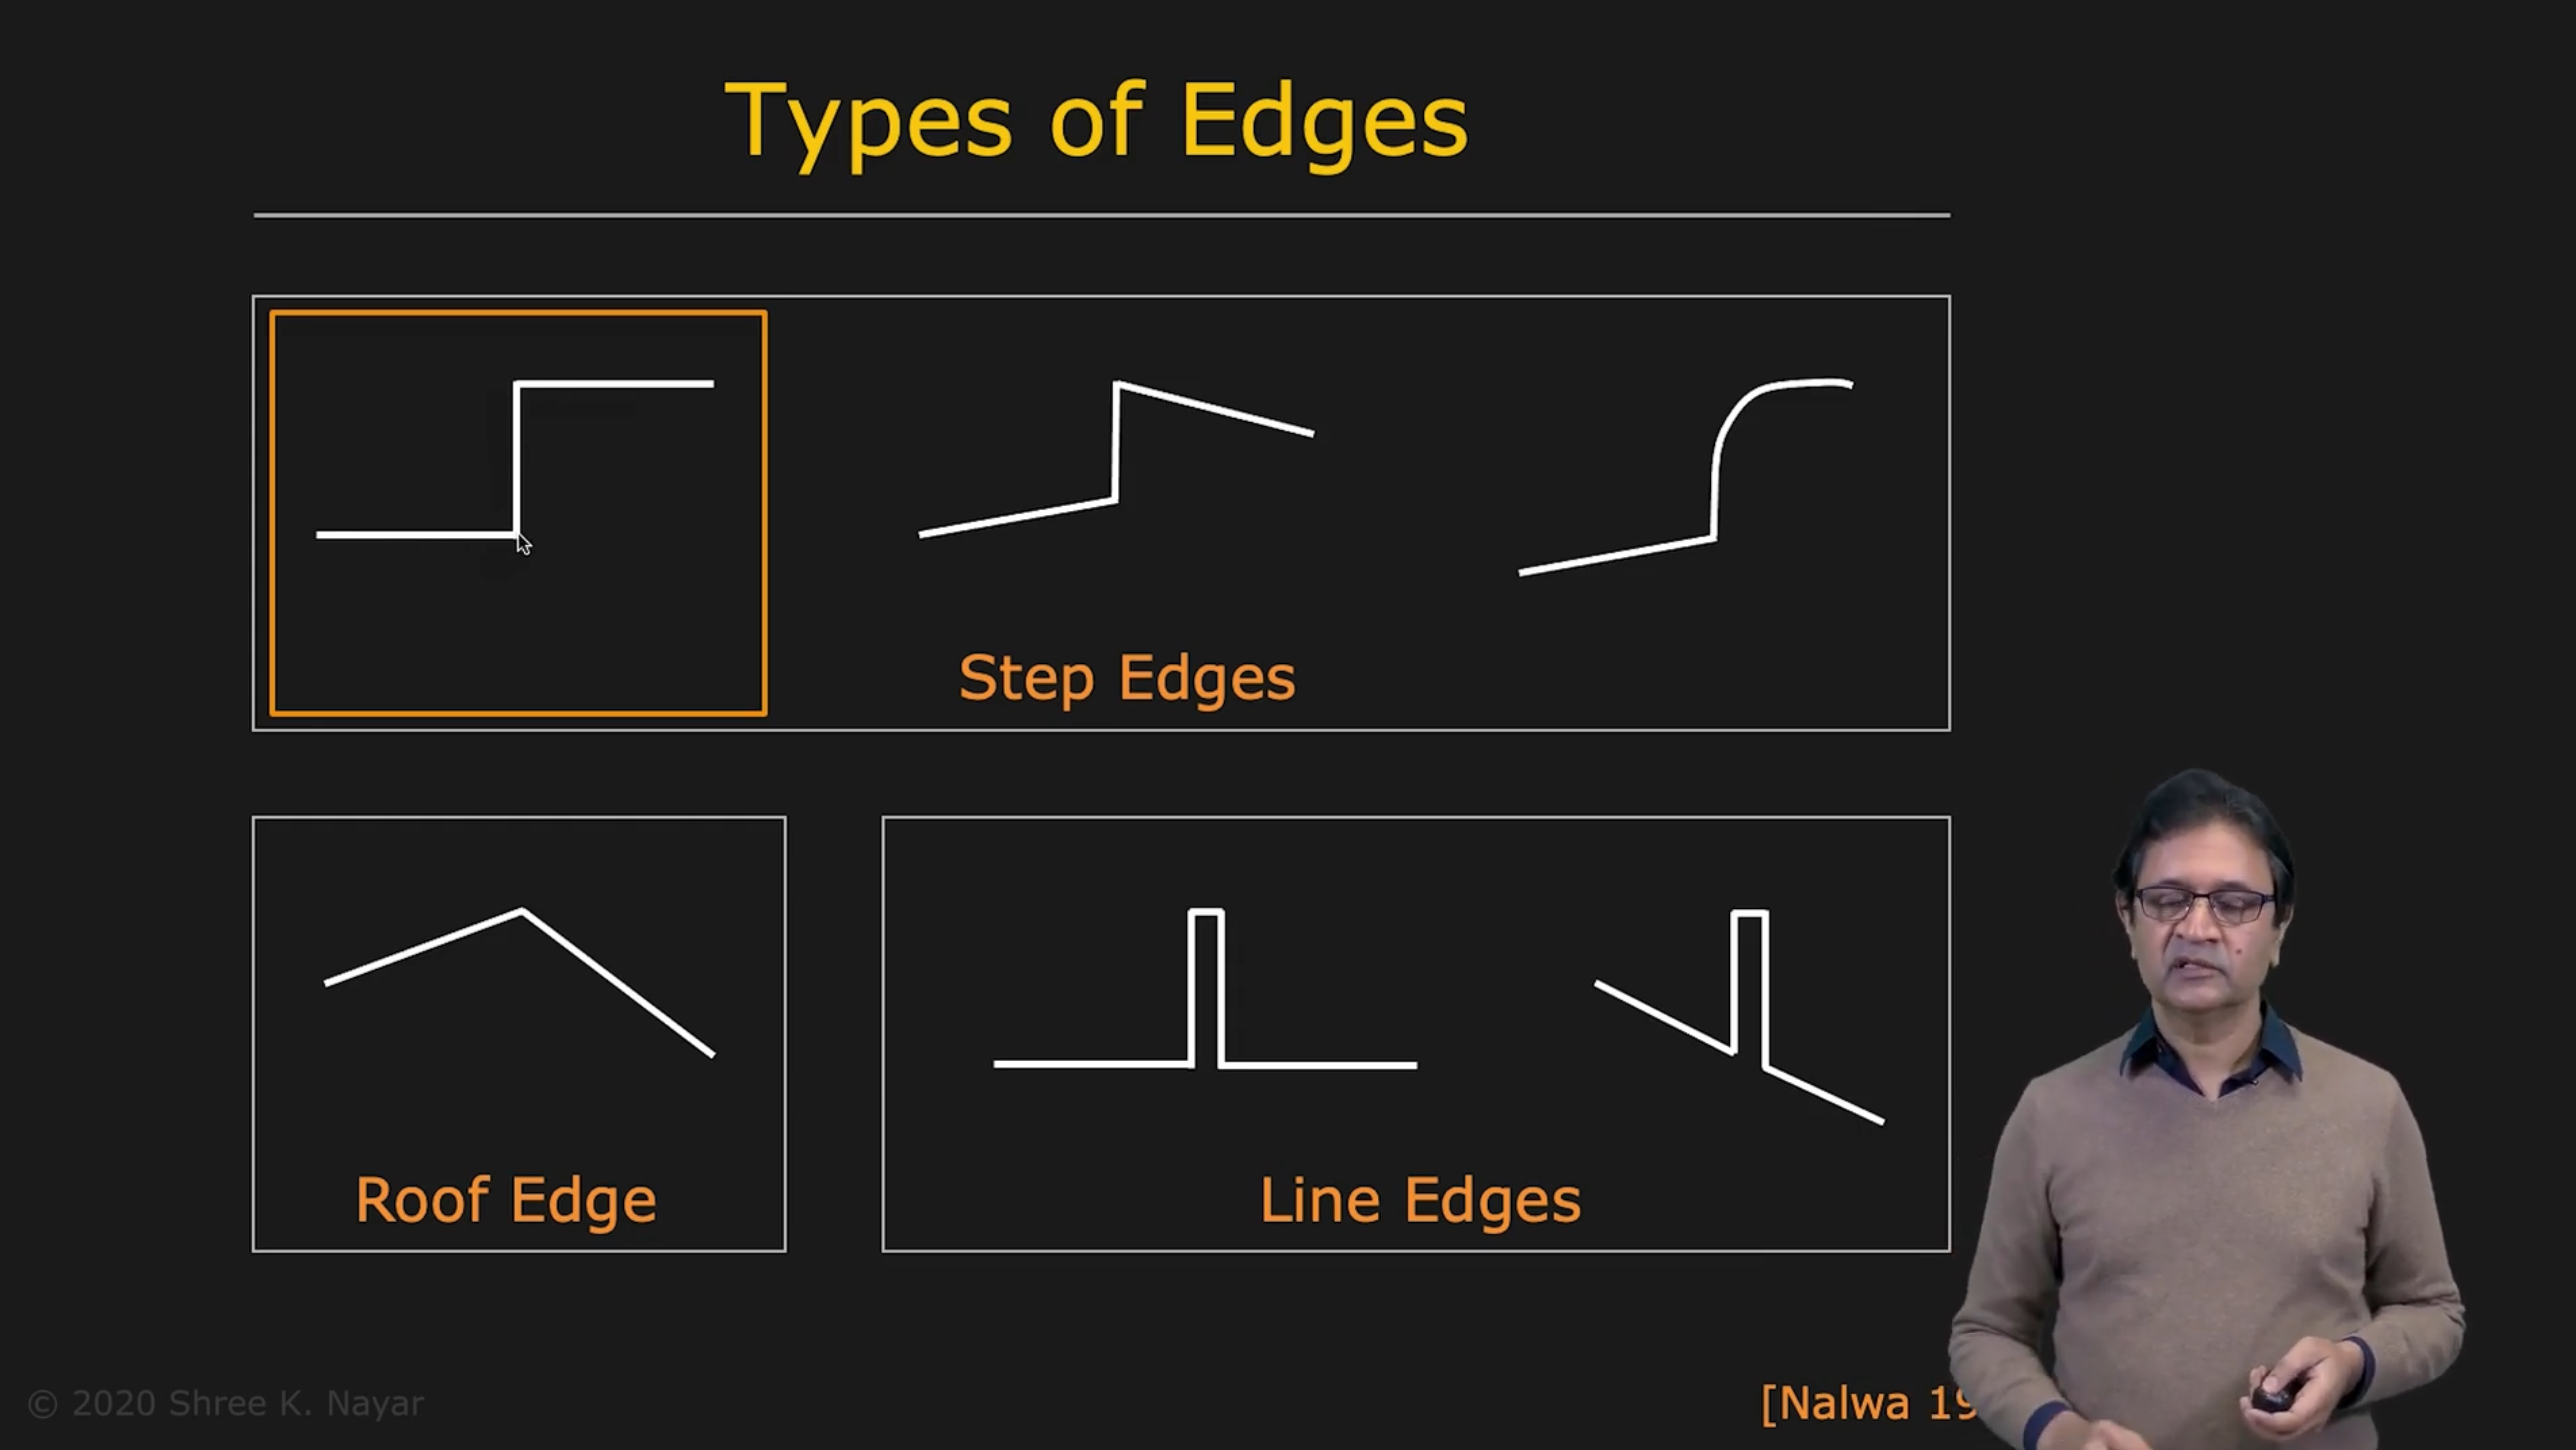 Types of Edges
Step Edges
Roof Edge
Line Edges
© 2020 Shree K. Nayar
[Nalwa